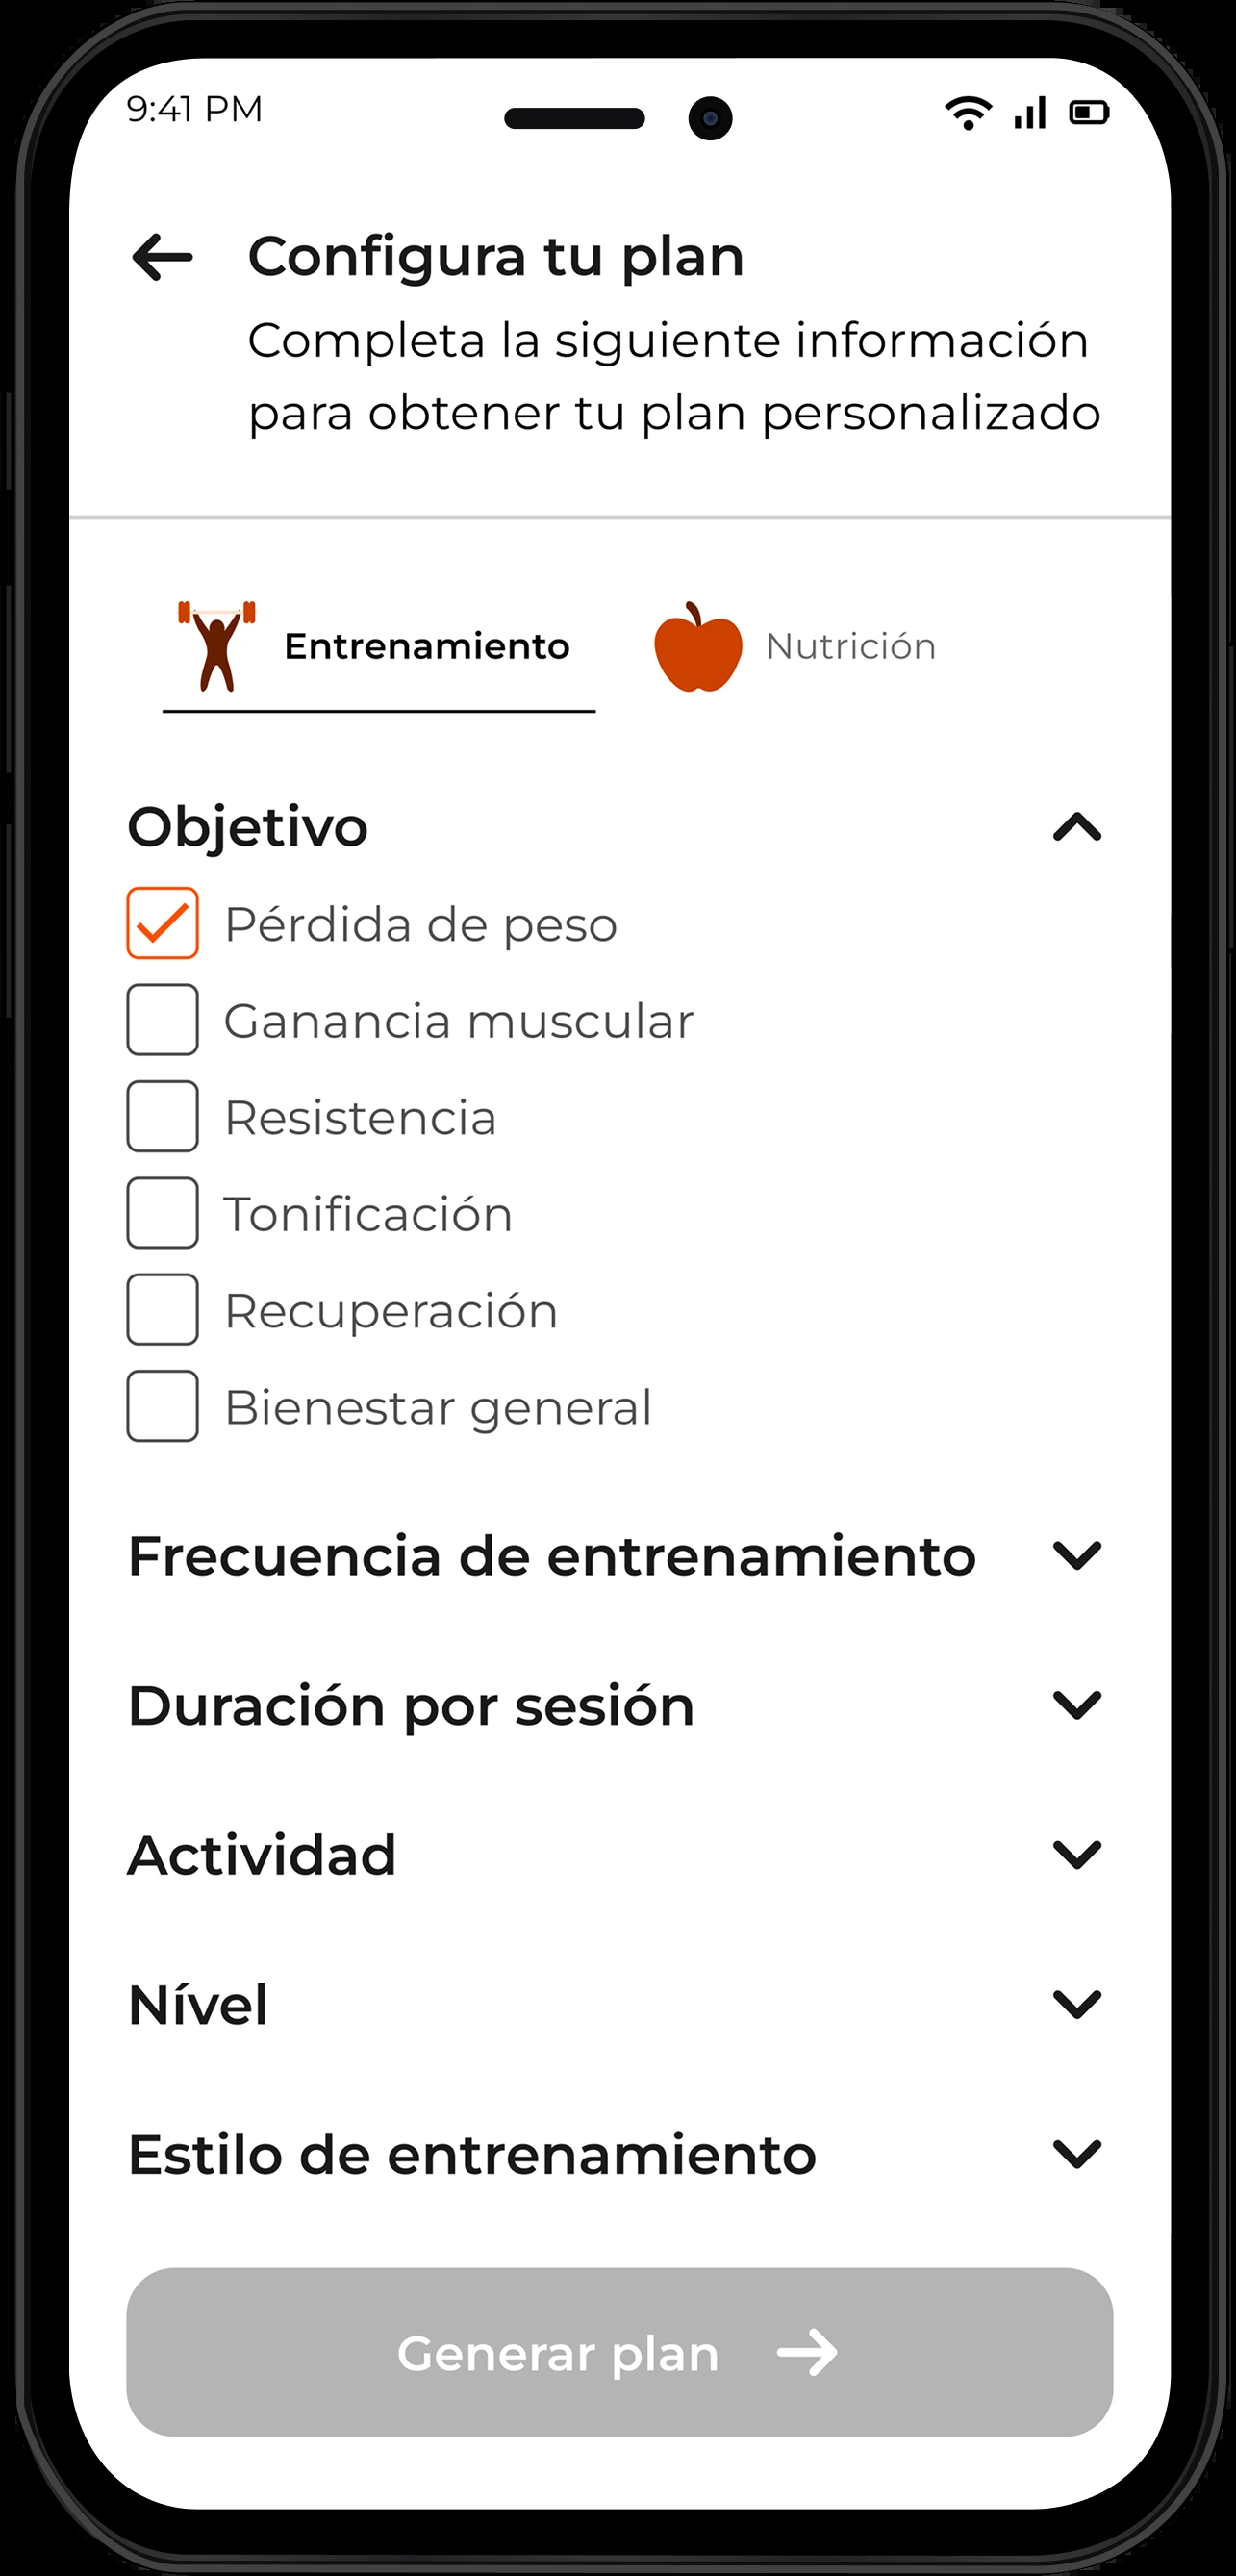 9:41 PM
Configura tu plan
Completa la siguiente información
para obtener tu plan personalizado
Entrenamiento
Nutrición
Objetivo
Pérdida de peso
Ganancia muscular
Resistencia
Tonificación
Recuperación
Bienestar general
Frecuencia de entrenamiento
Duración por sesión
Actividad
Nível
Estilo de entrenamiento
Generar plan